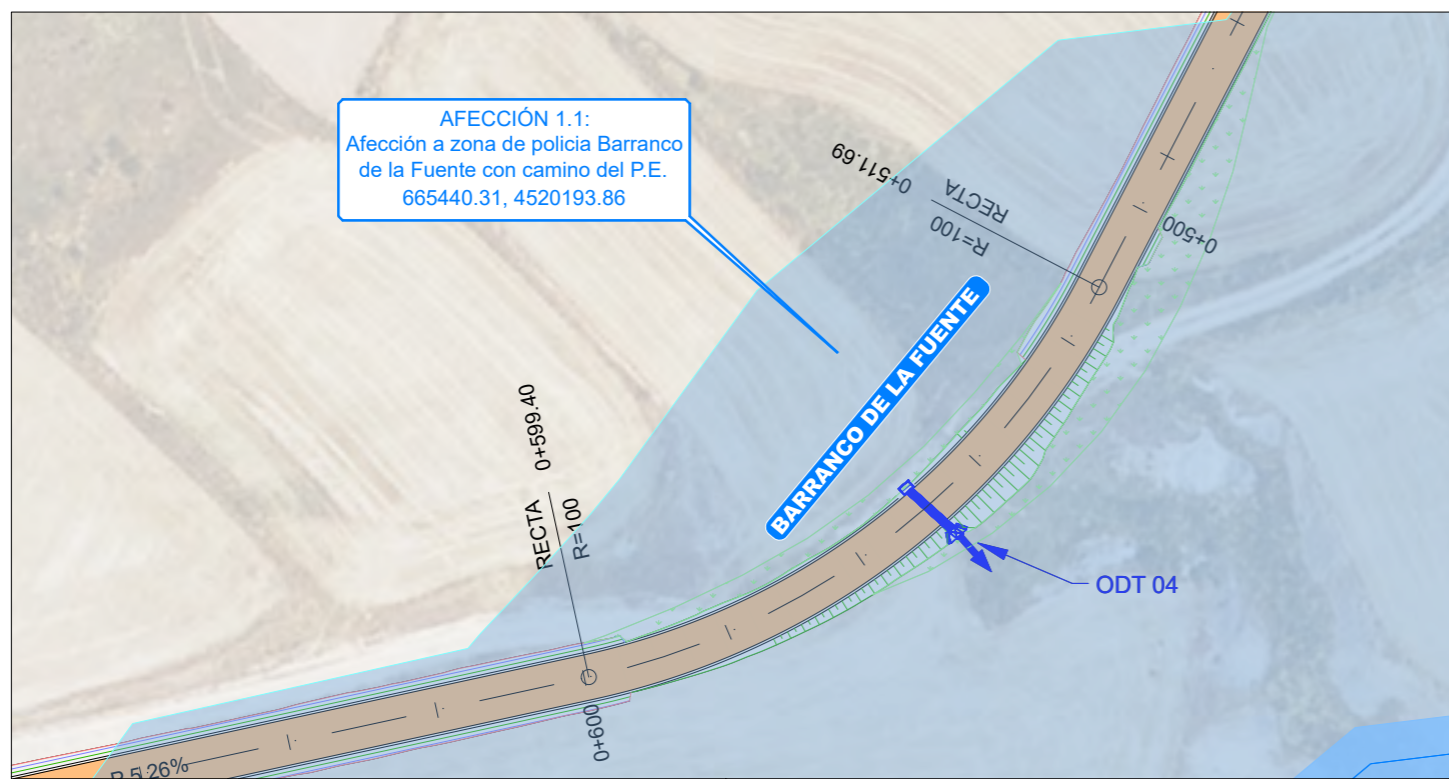 AFECCIÓN 1.1:
Afección a zona de policia Barranco
de la Fuente con camino del P.E.
665440.31, 4520193.86
0+511.69
RECTA
R=100
0+500
BARRANCO DE LA FUENTE
0+599.40
RECTA
R=100
ODT 04
0+600
P 5.26%